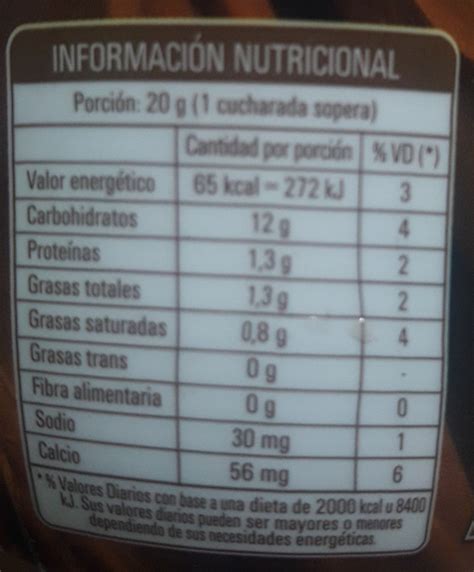 INFORMACIÓN NUTRICIONAL
Porción: 20 g (1 cucharada sopera)
Cantidad por porción % VD (*)
Valor energético 65 kcal = 272 kJ 3
Carbohidratos 12 g 4
Proteínas 1,3 g 2
Grasas totales 1,3 g 2
Grasas saturadas 0,8 g 4
Grasas trans 0 g -
Fibra alimentaria 0 g 0
Sodio 30 mg 1
Calcio 56 mg 6
* % Valores Diarios con base a una dieta de 2000 kcal u 8400
kJ. Sus valores diarios pueden ser mayores o menores
dependiendo de sus necesidades energéticas.